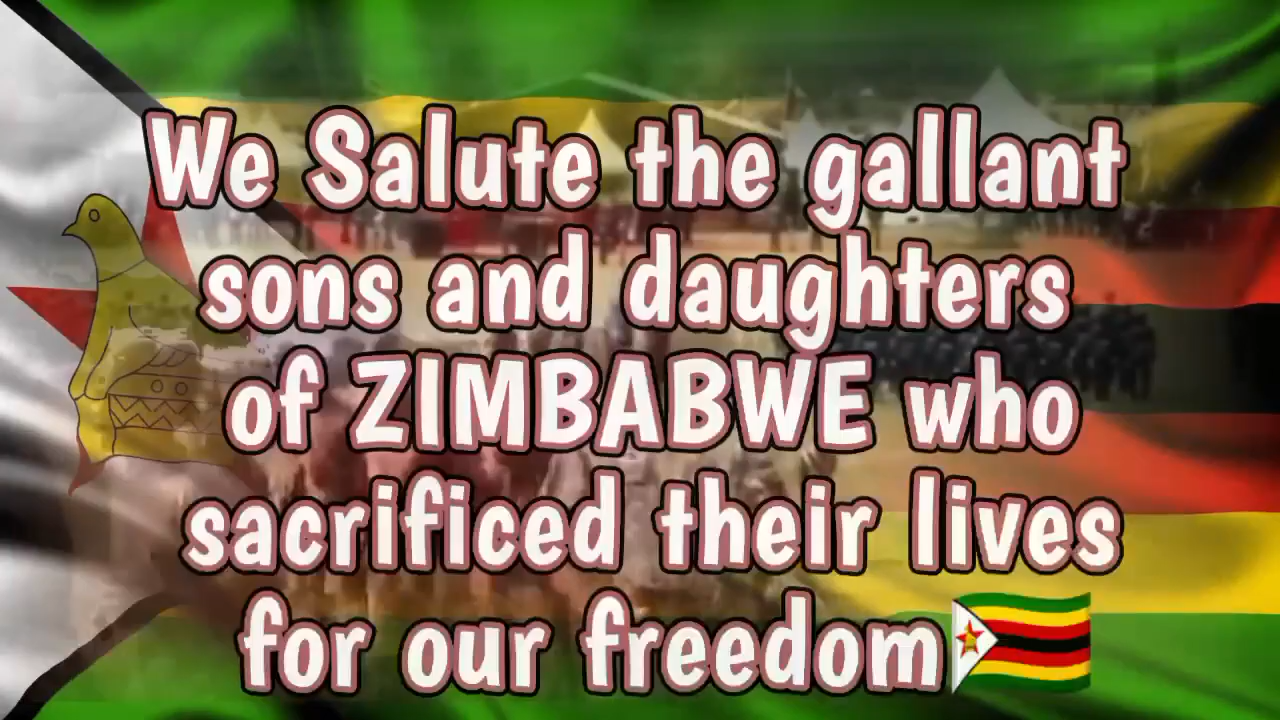 We Salute the gallant
sons and daughters
of ZIMBABWE who
sacrificed their lives
for our freedom🇿🇼